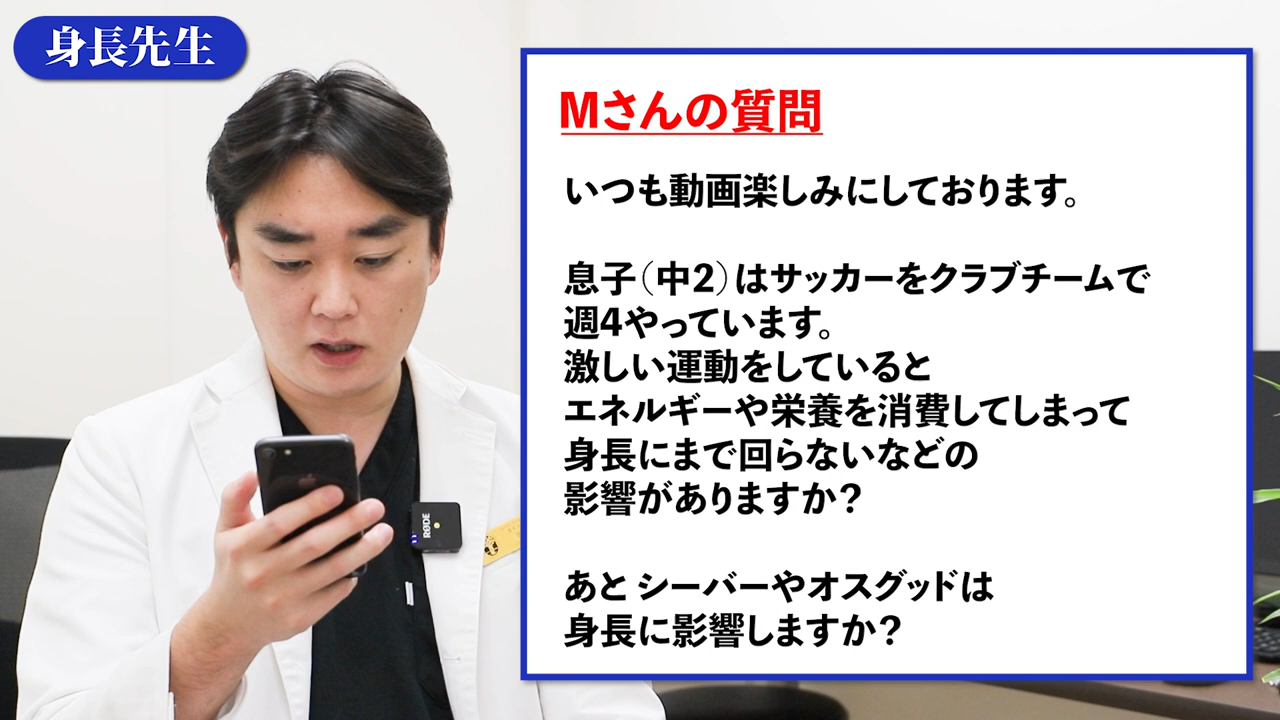 身長先生
Mさんの質問
いつも動画楽しみにしております。
息子（中2）はサッカーをクラブチームで
週4やっています。
激しい運動をしていると
エネルギーや栄養を消費してしまって
身長にまで回らないなどの
影響がありますか？
あと シーバーやオスグッドは
身長に影響しますか？
RØDE